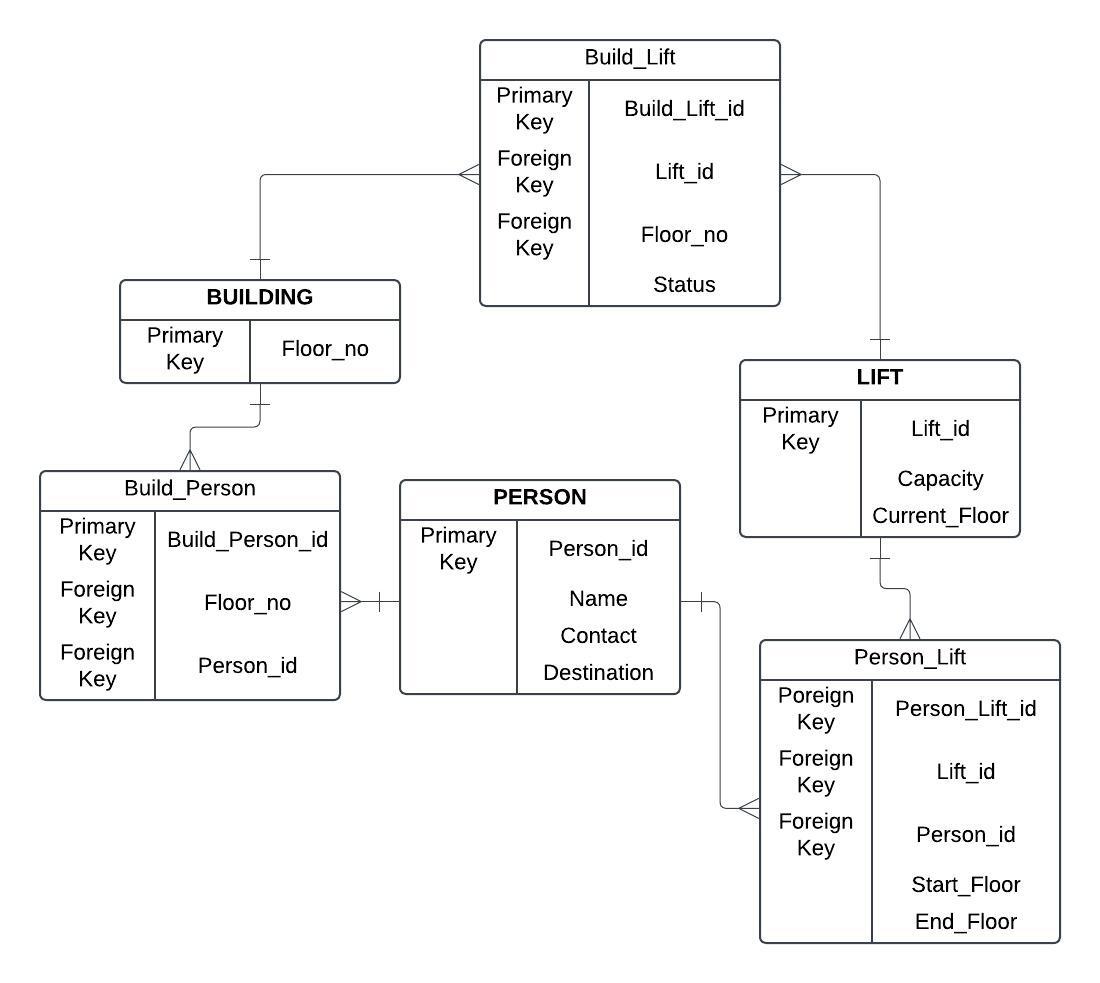 Build_Lift
Primary
Key
Build_Lift_id
Foreign
Key
Lift_id
Foreign
Key
Floor_no
Status
BUILDING
Primary
Key
Floor_no
LIFT
Primary
Key
Lift_id
Capacity
Current_Floor
Build_Person
Primary
Key
Build_Person_id
Foreign
Key
Floor_no
Foreign
Key
Person_id
PERSON
Primary
Key
Person_id
Name
Contact
Destination
Person_Lift
Poreign
Key
Person_Lift_id
Foreign
Key
Lift_id
Foreign
Key
Person_id
Start_Floor
End_Floor